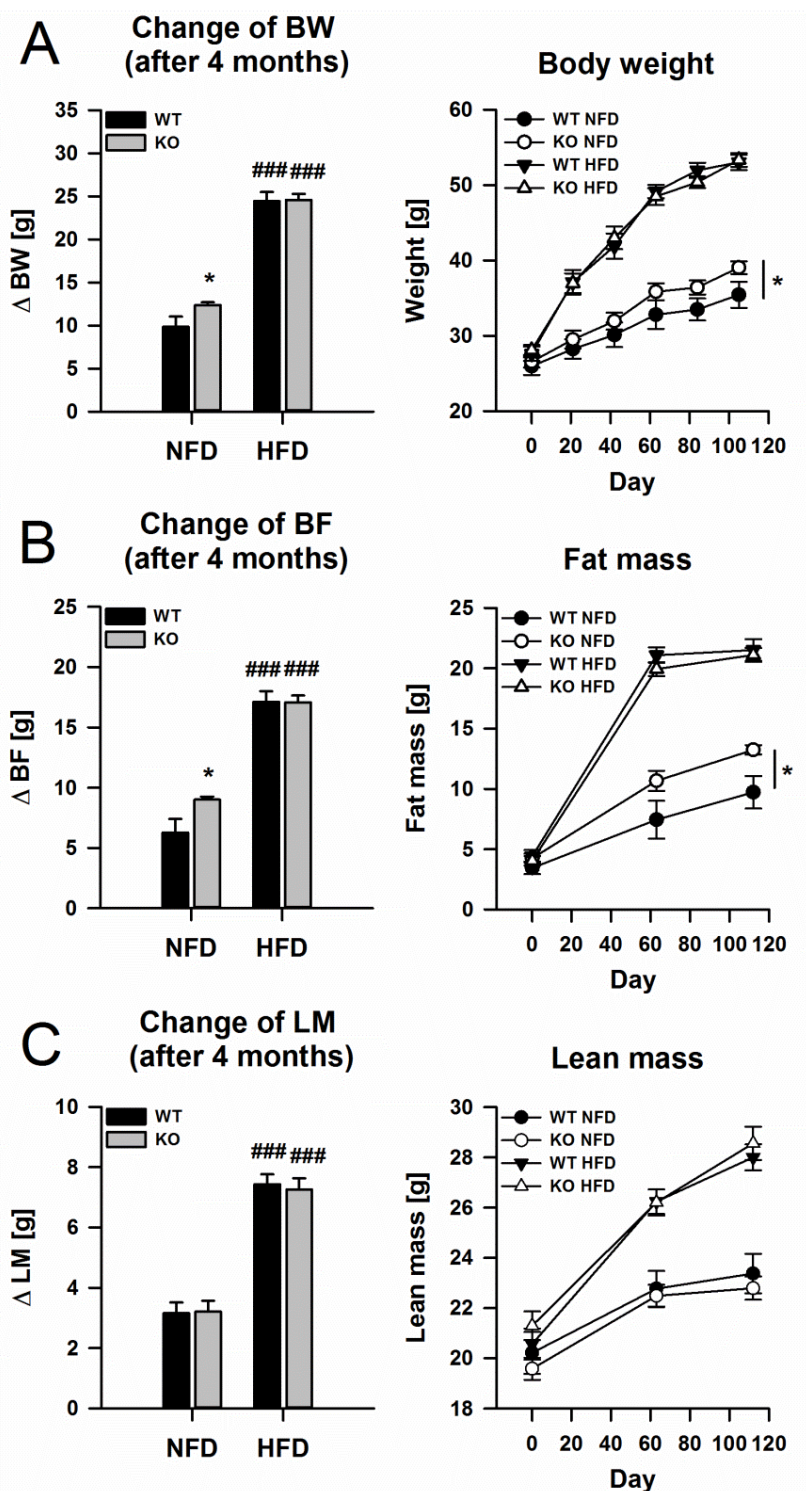 A
Change of BW
(after 4 months)
Δ BW [g]
35
30
25
20
15
10
5
0
WT
KO
*
### ###
NFD HFD
Body weight
Weight [g]
60
50
40
30
20
WT NFD
KO NFD
WT HFD
KO HFD
*
0 20 40 60 80 100 120
Day
B
Change of BF
(after 4 months)
Δ BF [g]
25
20
15
10
5
0
WT
KO
*
### ###
NFD HFD
Fat mass
Fat mass [g]
25
20
15
10
5
0
WT NFD
KO NFD
WT HFD
KO HFD
*
0 20 40 60 80 100 120
Day
C
Change of LM
(after 4 months)
Δ LM [g]
10
8
6
4
2
0
WT
KO
### ###
NFD HFD
Lean mass
Lean mass [g]
30
28
26
24
22
20
18
WT NFD
KO NFD
WT HFD
KO HFD
0 20 40 60 80 100 120
Day